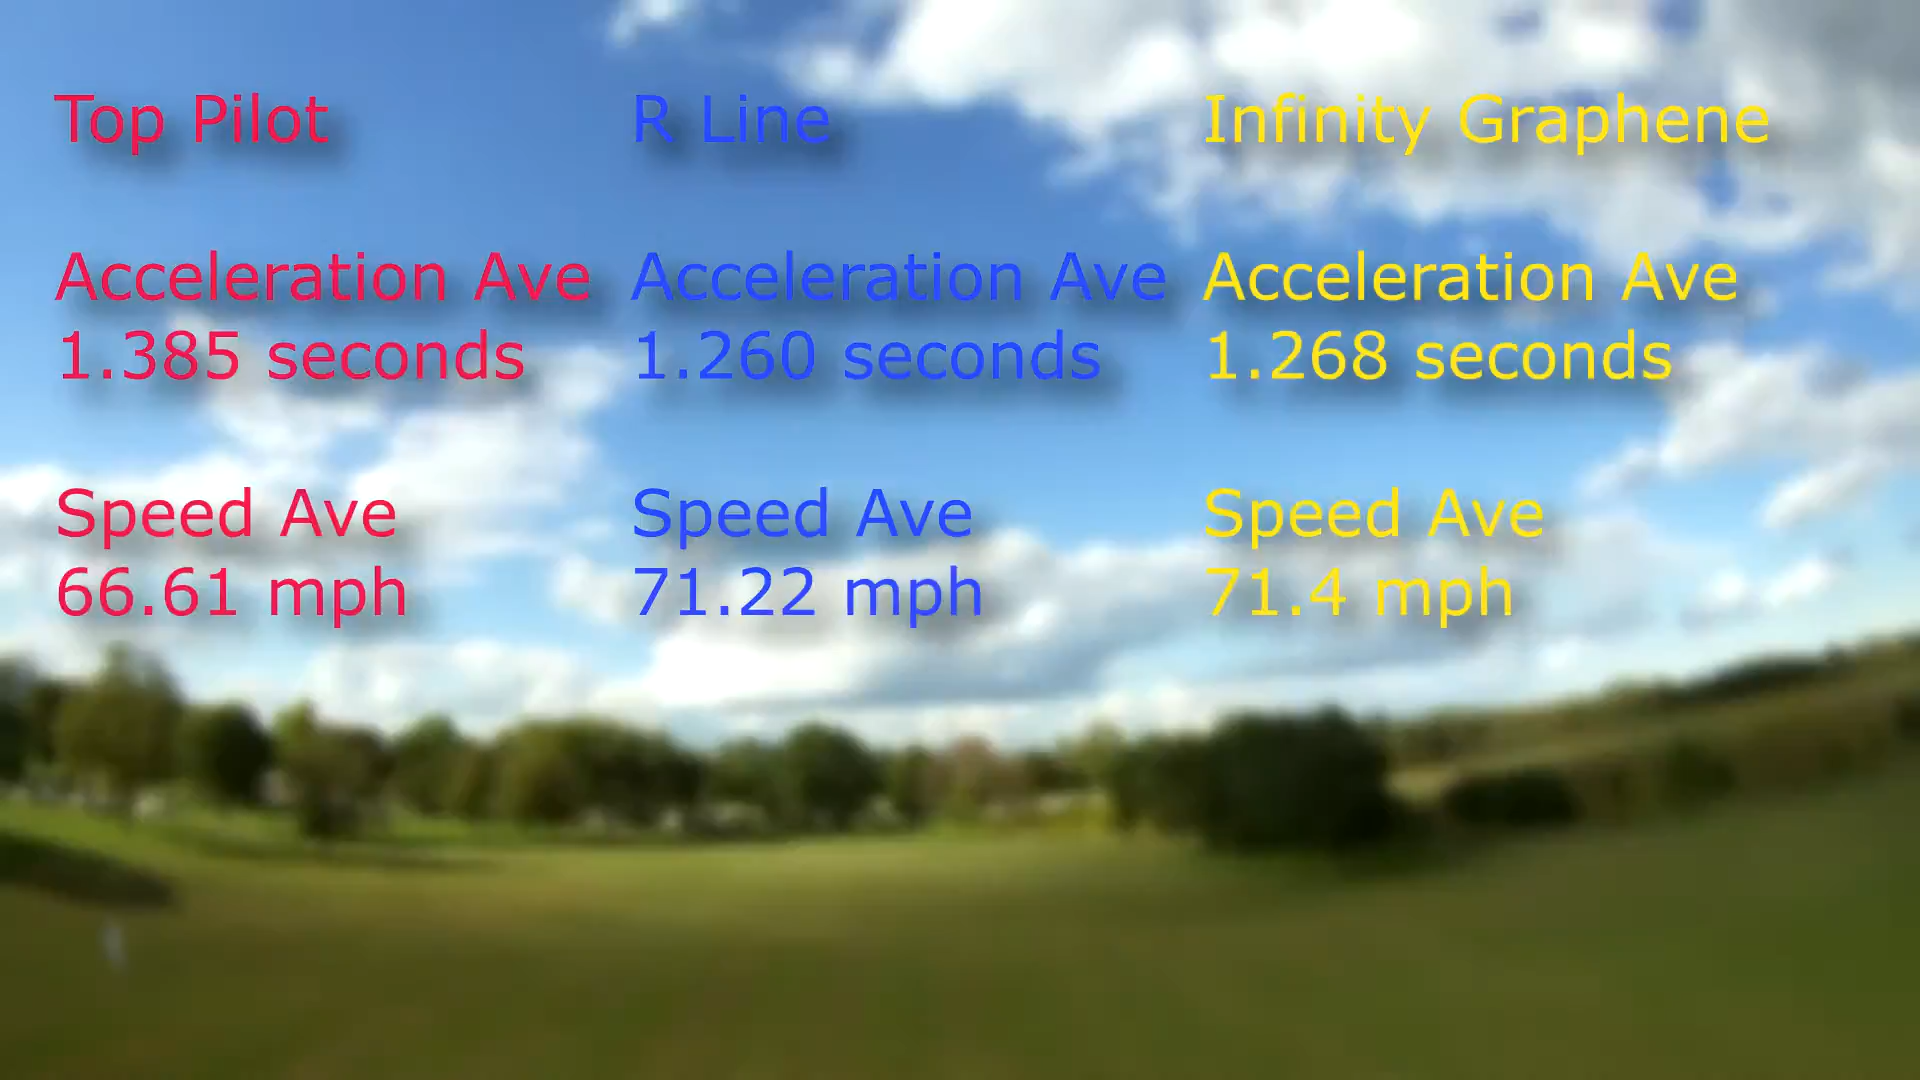 Top Pilot
Acceleration Ave
1.385 seconds
Speed Ave
66.61 mph
R Line
Acceleration Ave
1.260 seconds
Speed Ave
71.22 mph
Infinity Graphene
Acceleration Ave
1.268 seconds
Speed Ave
71.4 mph